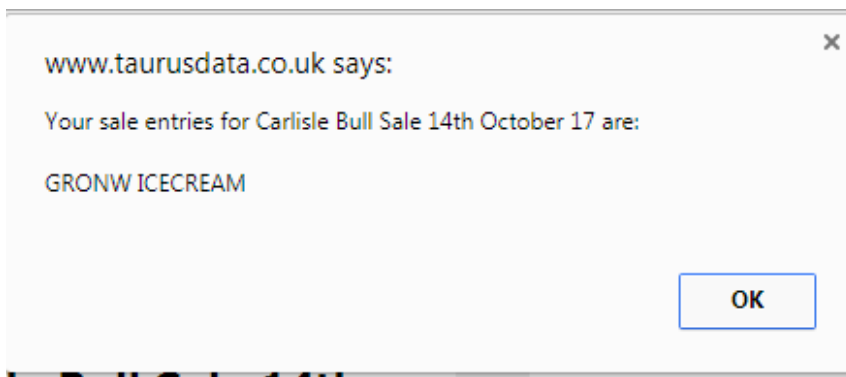 www.taurusdata.co.uk says:
Your sale entries for Carlisle Bull Sale 14th October 17 are:
GRONW ICECREAM
OK